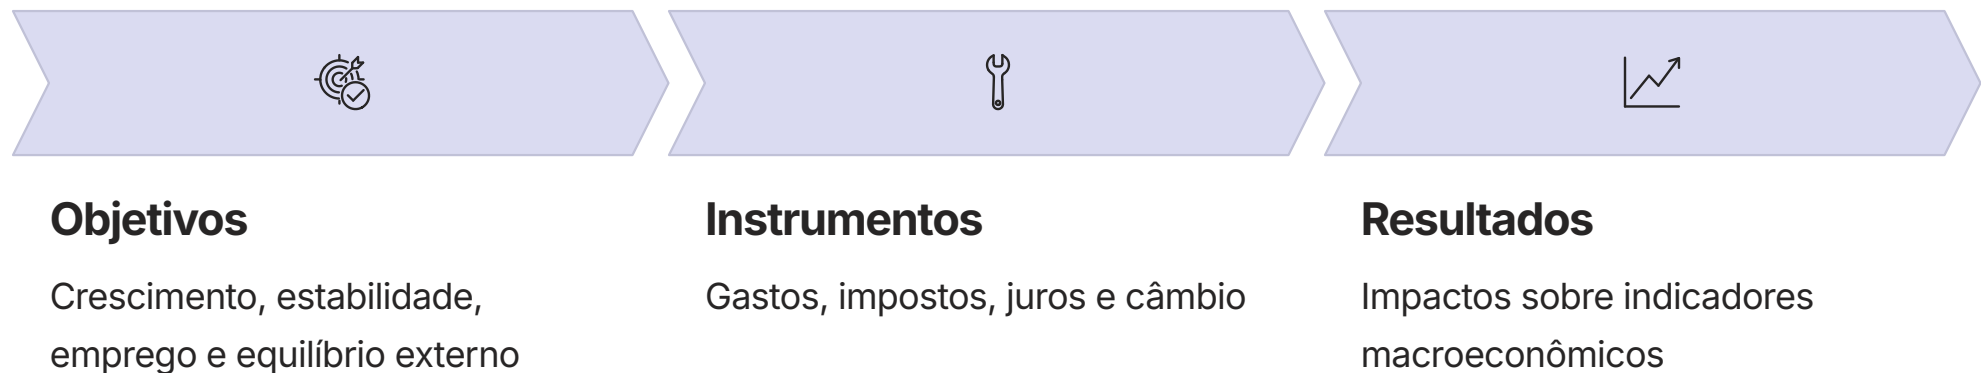 Objetivos
Crescimento, estabilidade,
emprego e equilíbrio externo
Instrumentos
Gastos, impostos, juros e câmbio
Resultados
Impactos sobre indicadores
macroeconômicos